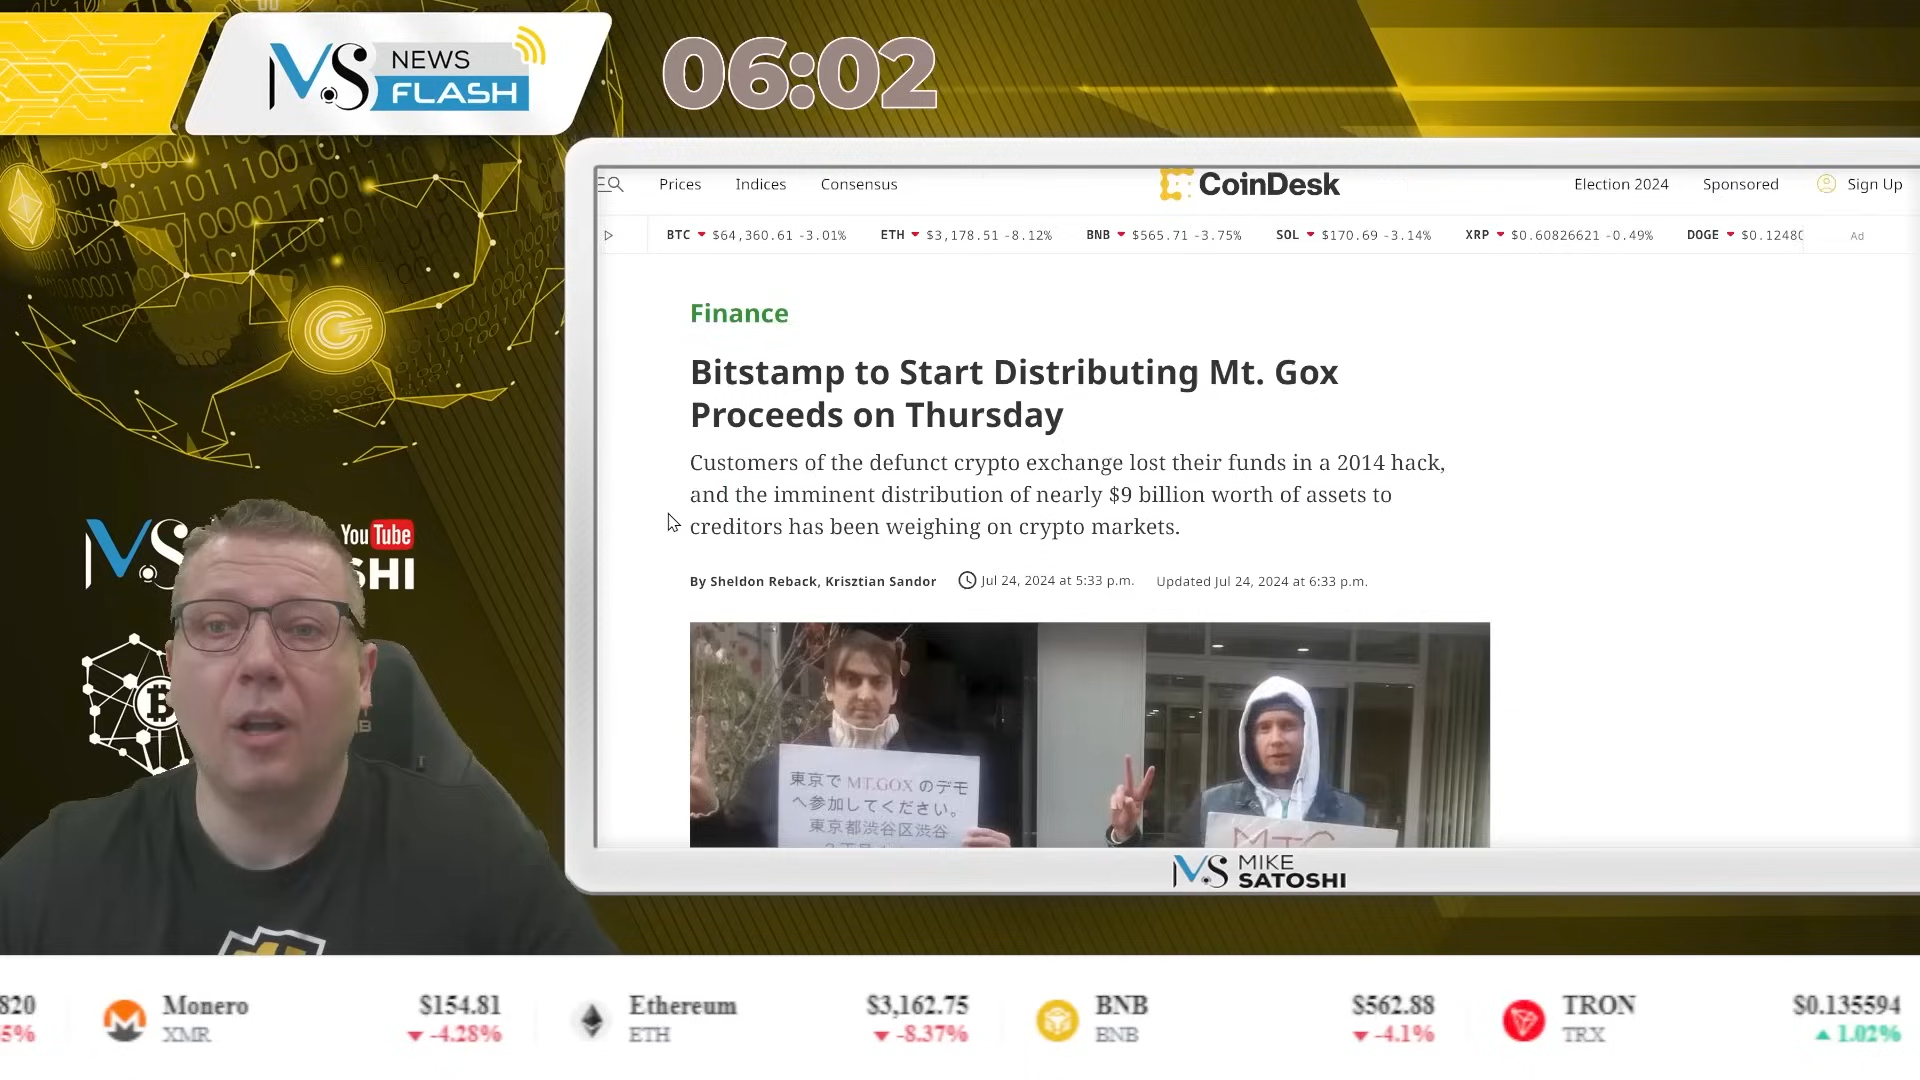 NEWS
FLASH
06:02
Prices Indices Consensus CoinDesk Election 2024 Sponsored Sign Up
BTC $64,360.61 -3.01% ETH $3,178.51 -8.12% BNB $565.71 -3.75% SOL $170.69 -3.14% XRP $0.60826621 -0.49% DOGE $0.1248 Ad
Finance
Bitstamp to Start Distributing Mt. Gox
Proceeds on Thursday
Customers of the defunct crypto exchange lost their funds in a 2014 hack,
and the imminent distribution of nearly $9 billion worth of assets to
creditors has been weighing on crypto markets.
By Sheldon Reback, Krisztian Sandor Jul 24, 2024 at 5:33 p.m. Updated Jul 24, 2024 at 6:33 p.m.
YouTube
SHI
東京で MT.GOX のデモ
へ参加してください。
東京都渋谷区渋谷
MS MIKE
SATOSHI
820 Monero $154.81 Ethereum $3,162.75 BNB $562.88 TRON $0.135594
5% XMR -4.28% ETH -8.37% BNB -4.1% TRX 1.02%